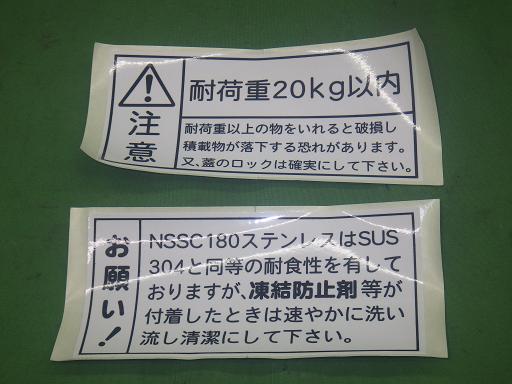 注意
耐荷重20kg以内
耐荷重以上の物をいれると破損し
積載物が落下する恐れがあります。
又、蓋のロックは確実にして下さい。
お願い!
NSSC180ステンレスはSUS
304と同等の耐食性を有して
おりますが、凍結防止剤等が
付着したときは速やかに洗い
流し清潔にして下さい。